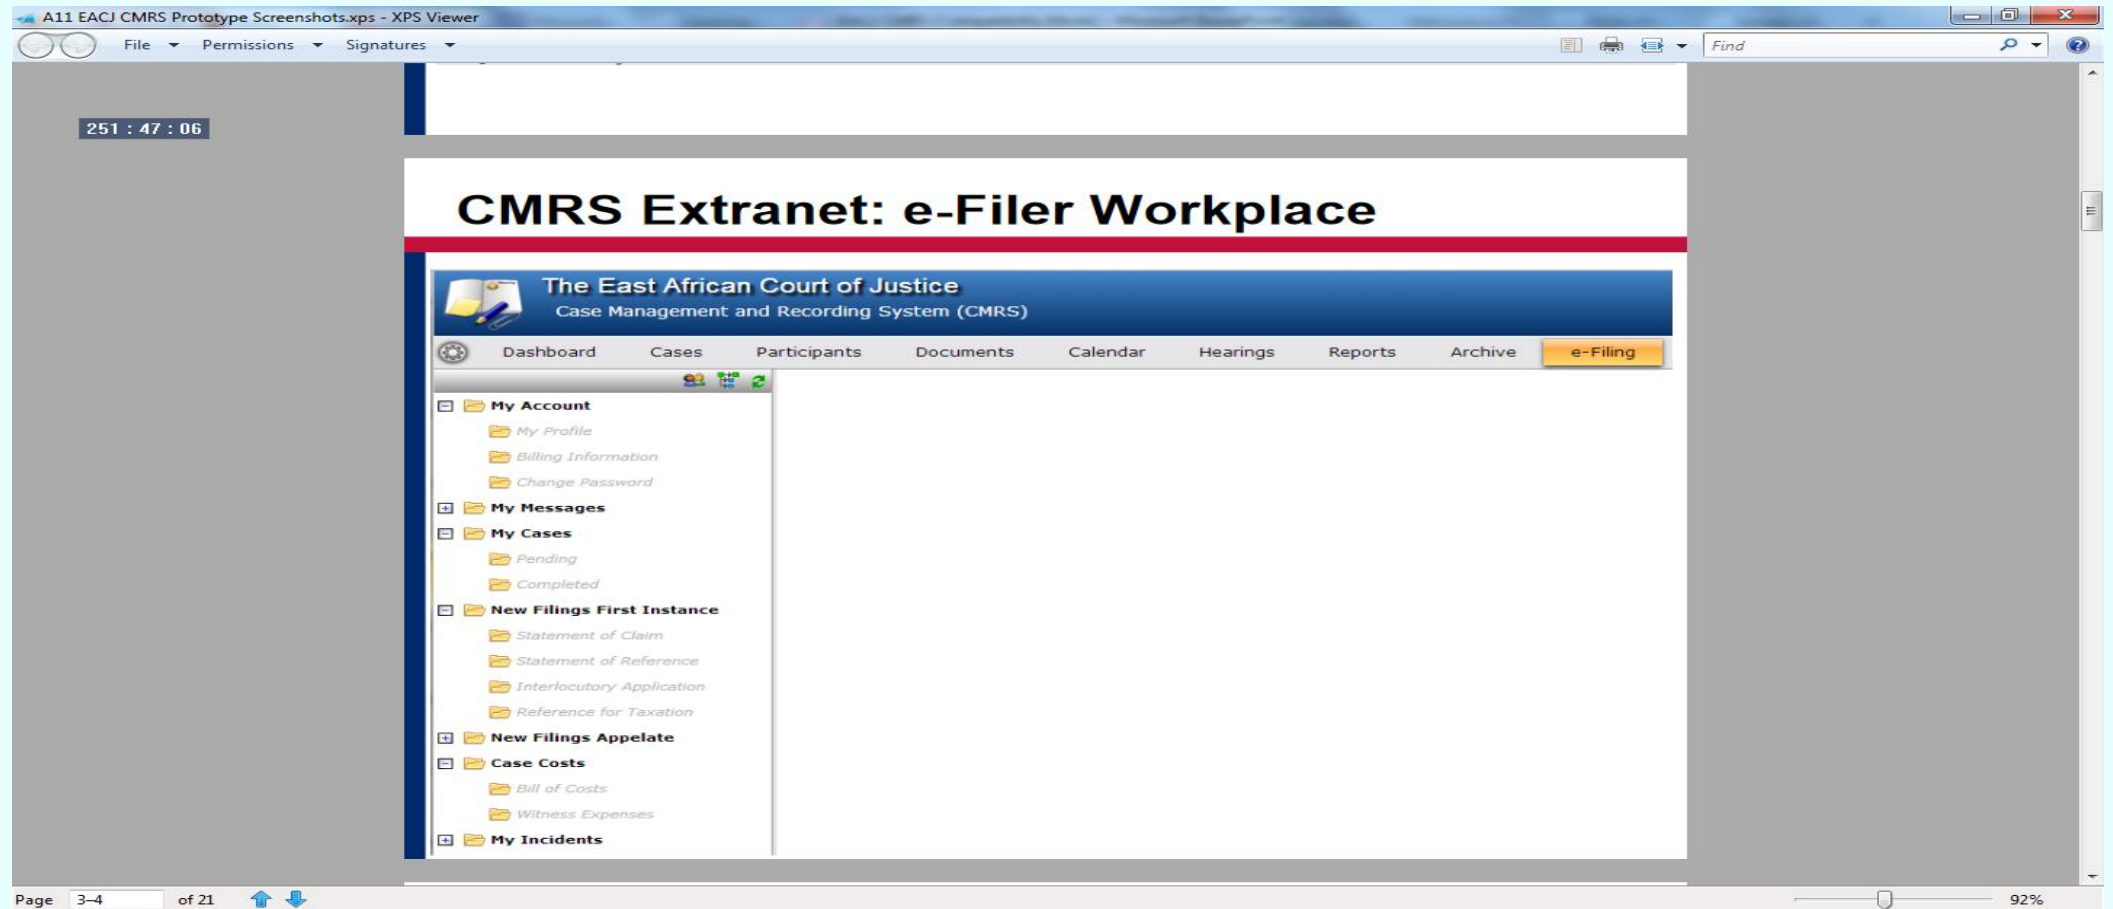 A11 EACJ CMRS Prototype Screenshots.xps - XPS Viewer
File Permissions Signatures Find
251 : 47 : 06
CMRS Extranet: e-Filer Workplace
The East African Court of Justice
Case Management and Recording System (CMRS)
Dashboard Cases Participants Documents Calendar Hearings Reports Archive e-Filing
My Account
My Profile
Billing Information
Change Password
My Messages
My Cases
Pending
Completed
New Filings First Instance
Statement of Claim
Statement of Reference
Interlocutory Application
Reference for Taxation
New Filings Appelate
Case Costs
Bill of Costs
Witness Expenses
My Incidents
Page 3-4 of 21 92%